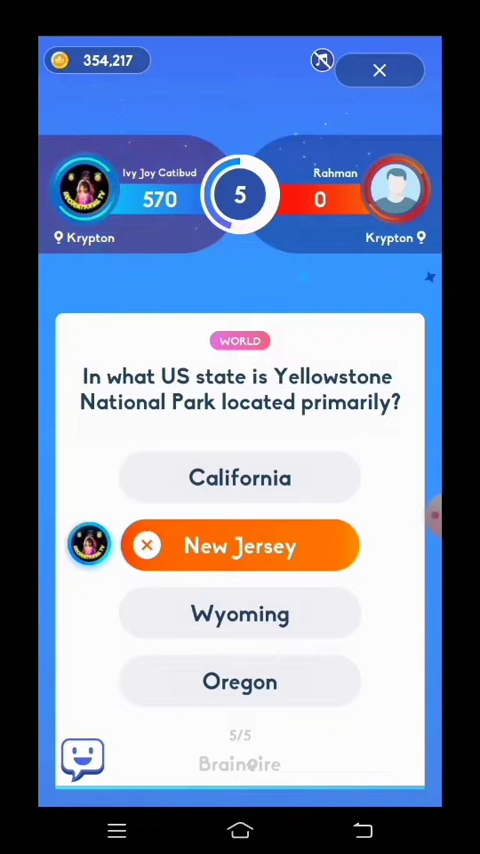 354,217
Ivy Joy Catibud
570
5
Rahman
0
Krypton
Krypton
WORLD
In what US state is Yellowstone
National Park located primarily?
California
New Jersey
Wyoming
Oregon
5/5